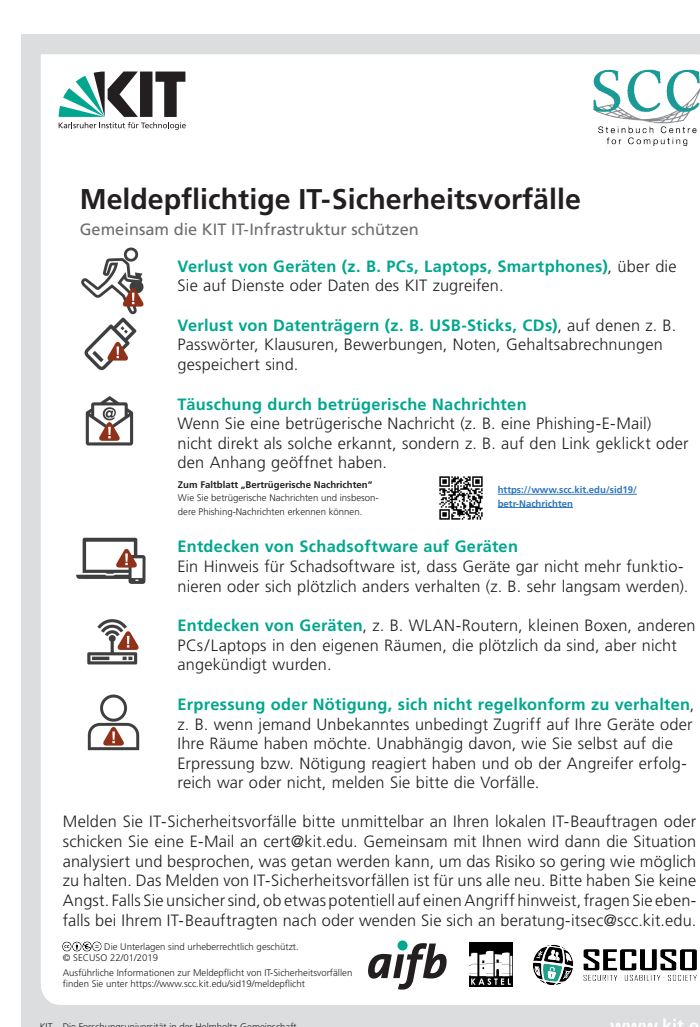 KIT
Karlsruher Institut für Technologie
SCC
Steinbuch Centre
for Computing
Meldepflichtige IT-Sicherheitsvorfälle
Gemeinsam die KIT IT-Infrastruktur schützen
Verlust von Geräten (z. B. PCs, Laptops, Smartphones), über die
Sie auf Dienste oder Daten des KIT zugreifen.
Verlust von Datenträgern (z. B. USB-Sticks, CDs), auf denen z. B.
Passwörter, Klausuren, Bewerbungen, Noten, Gehaltsabrechnungen
gespeichert sind.
Täuschung durch betrügerische Nachrichten
Wenn Sie eine betrügerische Nachricht (z. B. eine Phishing-E-Mail)
nicht direkt als solche erkannt, sondern z. B. auf den Link geklickt oder
den Anhang geöffnet haben.
Zum Faltblatt „Bertrügerische Nachrichten“
Wie Sie betrügerische Nachrichten und insbeson-
dere Phishing-Nachrichten erkennen können.
https://www.scc.kit.edu/sid19/
betr-Nachrichten
Entdecken von Schadsoftware auf Geräten
Ein Hinweis für Schadsoftware ist, dass Geräte gar nicht mehr funktio-
nieren oder sich plötzlich anders verhalten (z. B. sehr langsam werden).
Entdecken von Geräten, z. B. WLAN-Routern, kleinen Boxen, anderen
PCs/Laptops in den eigenen Räumen, die plötzlich da sind, aber nicht
angekündigt wurden.
Erpressung oder Nötigung, sich nicht regelkonform zu verhalten,
z. B. wenn jemand Unbekanntes unbedingt Zugriff auf Ihre Geräte oder
Ihre Räume haben möchte. Unabhängig davon, wie Sie selbst auf die
Erpressung bzw. Nötigung reagiert haben und ob der Angreifer erfolg-
reich war oder nicht, melden Sie bitte die Vorfälle.
Melden Sie IT-Sicherheitsvorfälle bitte unmittelbar an Ihren lokalen IT-Beauftragen oder
schicken Sie eine E-Mail an cert@kit.edu. Gemeinsam mit Ihnen wird dann die Situation
analysiert und besprochen, was getan werden kann, um das Risiko so gering wie möglich
zu halten. Das Melden von IT-Sicherheitsvorfällen ist für uns alle neu. Bitte haben Sie keine
Angst. Falls Sie unsicher sind, ob etwas potentiell auf einen Angriff hinweist, fragen Sie eben-
falls bei Ihrem IT-Beauftragten nach oder wenden Sie sich an beratung-itsec@scc.kit.edu.
Die Unterlagen sind urheberrechtlich geschützt.
© SECUSO 22/01/2019
Ausführliche Informationen zur Meldepflicht von IT-Sicherheitsvorfällen
finden Sie unter https://www.scc.kit.edu/sid19/meldepflicht
aifb
KASTEL
SECUSO
SECURITY · USABILITY · SOCIETY
KIT – Die Forschungsuniversität in der Helmholtz-Gemeinschaft
www.kit.e